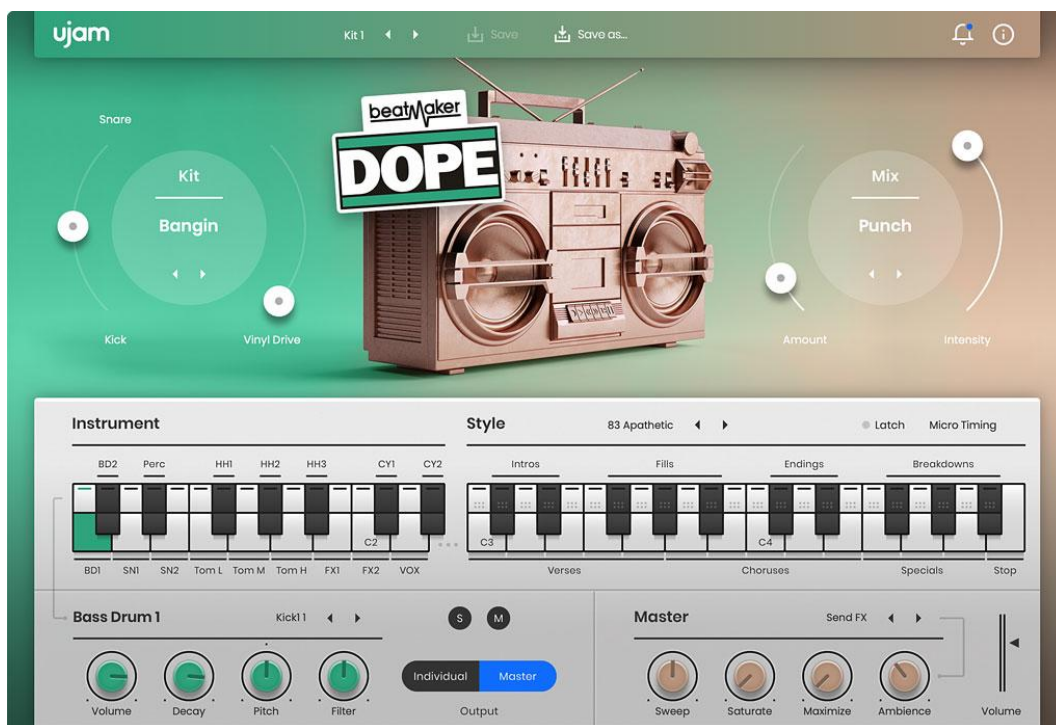 ujam
Kit 1
Save
Save as...
beatMaker
DOPE
Snare
Kit
Bangin
Kick
Vinyl Drive
Mix
Punch
Amount
Intensity
Instrument
BD2 Perc HH1 HH2 HH3 CY1 CY2
C2
BD1 SN1 SN2 Tom L Tom M Tom H FX1 FX2 VOX
Style
83 Apathetic
Latch
Micro Timing
Intros Fills Endings Breakdowns
C3 C4
Verses Choruses Specials Stop
Bass Drum 1
Kick1 1
S M
Volume Decay Pitch Filter
Individual Master
Output
Master
Send FX
Sweep Saturate Maximize Ambience
Volume